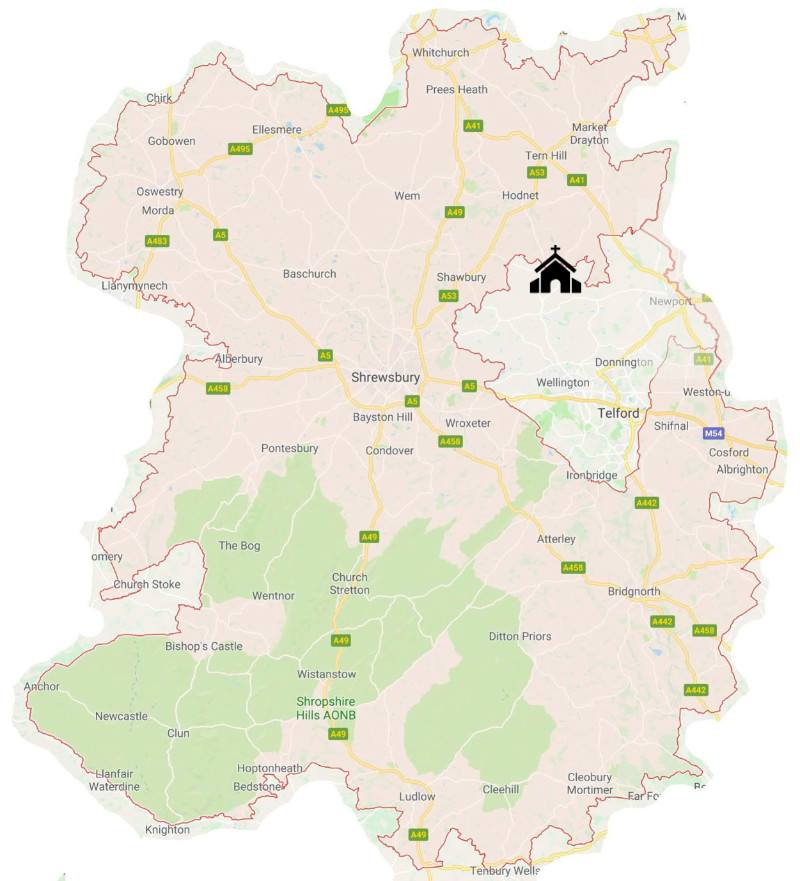 M
Whitchurch
Prees Heath
Chirk
A495
A41
Market
Drayton
Ellesmere
Gobowen
A495
Tern Hill
A53
A41
Oswestry
Wem
Hodnet
Morda
A49
A5
A483
Baschurch
Shawbury
Llanymynech
A53
Newport
A5
Alberbury
A41
Donnington
Shrewsbury
Wellington
A458
A5
Weston-u
A5
Bayston Hill
Telford
Wroxeter
Shifnal
M54
A458
Pontesbury
Condover
Cosford
Albrighton
Ironbridge
A442
A49
Atterley
The Bog
omery
A458
Church
Stretton
Church Stoke
Wentnor
Bridgnorth
A442
A458
Ditton Priors
A49
Bishop's Castle
Wistanstow
Anchor
A442
Shropshire
Hills AONB
Newcastle
Clun
A49
Hoptonheath
Llanfair
Waterdine
Bedstone
Cleobury
Mortimer
Cleehill
Ludlow
Far Fo
Knighton
A49
Tenbury Wells